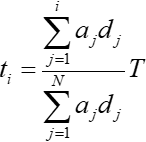 t_i = \frac{\sum_{j=1}^{i} a_j d_j}{\sum_{j=1}^{N} a_j d_j} T